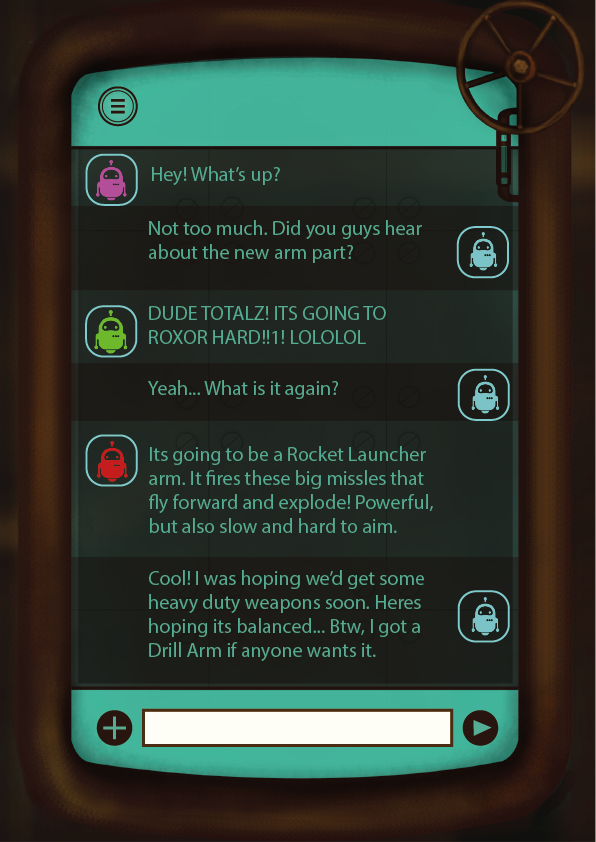 Hey! What's up?
Not too much. Did you guys hear
about the new arm part?
DUDE TOTALZ! ITS GOING TO
ROXOR HARD!!1! LOLOLOL
Yeah... What is it again?
Its going to be a Rocket Launcher
arm. It fires these big missles that
fly forward and explode! Powerful,
but also slow and hard to aim.
Cool! I was hoping we'd get some
heavy duty weapons soon. Heres
hoping its balanced... Btw, I got a
Drill Arm if anyone wants it.